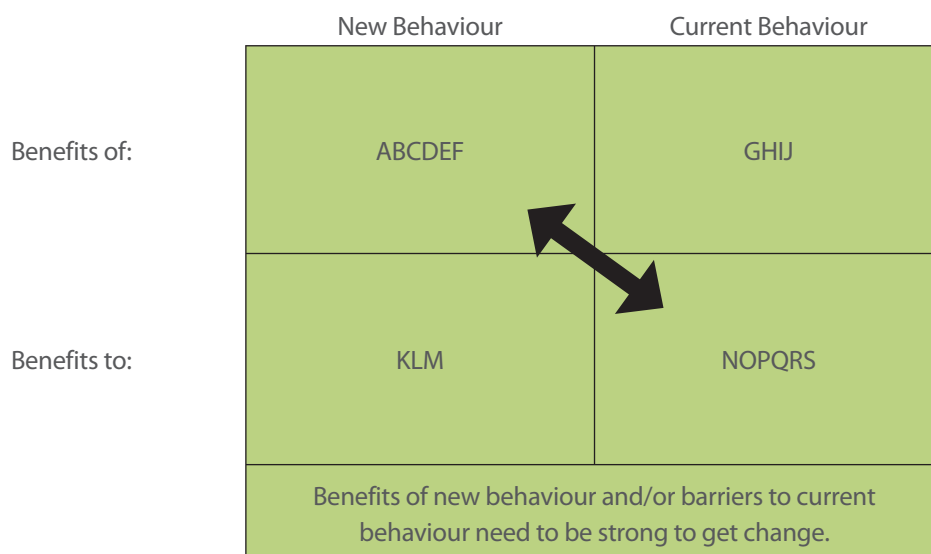 New Behaviour Current Behaviour
Benefits of: ABCDEF GHIJ
Benefits to: KLM NOPQRS
Benefits of new behaviour and/or barriers to current
behaviour need to be strong to get change.